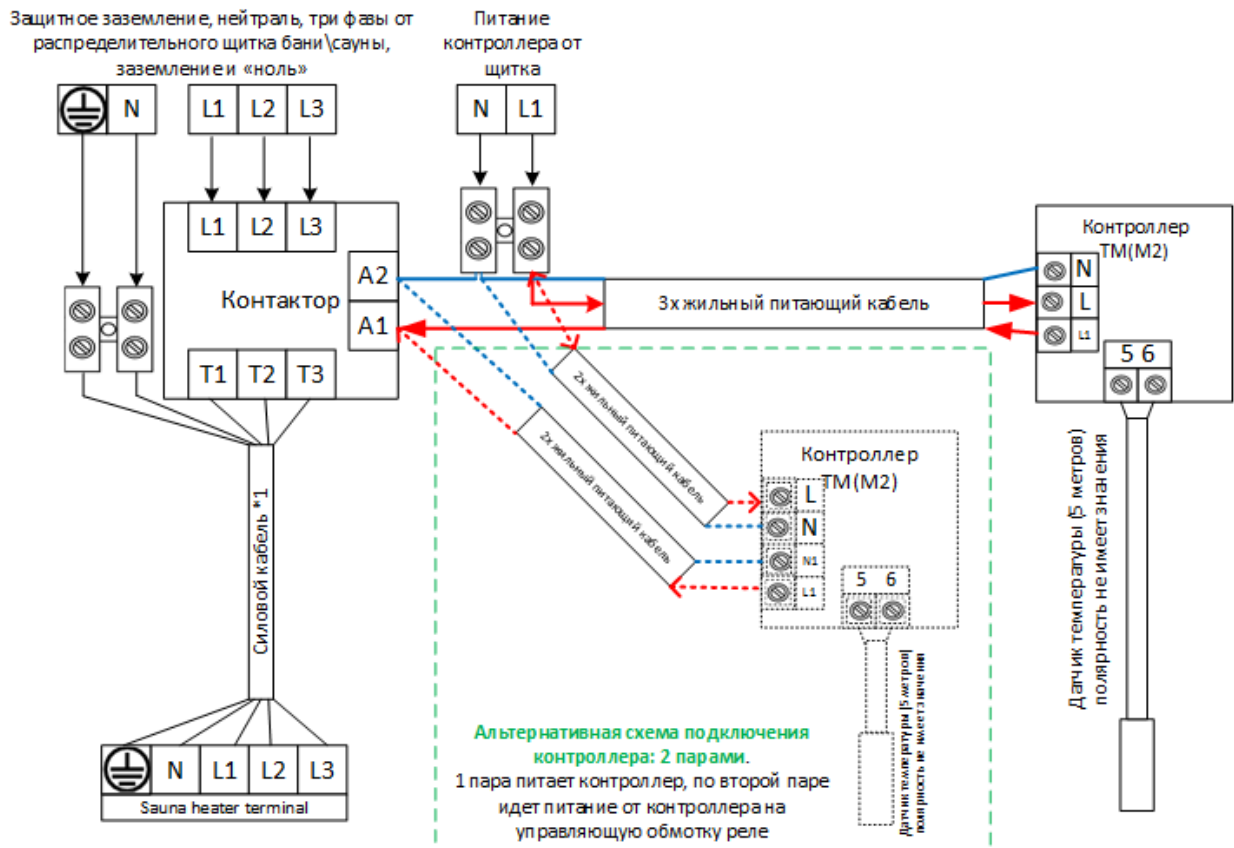 Защитное заземление, нейтраль, три фазы от
распределительного щитка бани\сауны,
заземление и «ноль»
Питание
контроллера от
щитка
N
L1 L2 L3
N L1
L1 L2 L3
A2
Контактор
A1
T1 T2 T3
3х жильный питающий кабель
Контроллер
ТМ(М2)
N
L
L1
5 6
Датчик температуры (5 метров)
полярность не имеет значения
2х жильный питающий кабель
2х жильный питающий кабель
Контроллер
ТМ(М2)
L
N
N1
L1
5 6
Датчик температуры (5 метров)
полярность не имеет значения
Силовой кабель *1
N L1 L2 L3
Sauna heater terminal
Альтернативная схема подключения
контроллера: 2 парами.
1 пара питает контроллер, по второй паре
идет питание от контроллера на
управляющую обмотку реле